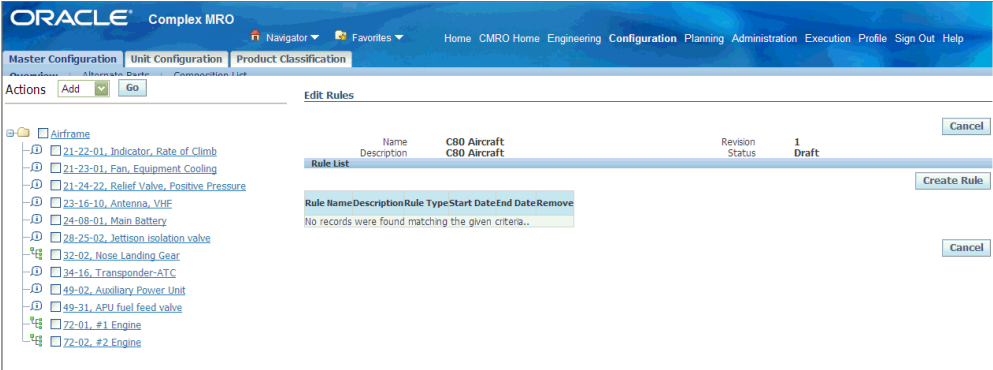 ORACLE® Complex MRO
Navigator Favorites Home CMRO Home Engineering Configuration Planning Administration Execution Profile Sign Out Help
Master Configuration Unit Configuration Product Classification
Overview | Alternate Parts | Composition List
Actions Add Go
Edit Rules
Cancel
Name C80 Aircraft Revision 1
Description C80 Aircraft Status Draft
Rule List
Create Rule
Rule Name Description Rule Type Start Date End Date Remove
No records were found matching the given criteria..
Cancel
Airframe
21-22-01, Indicator, Rate of Climb
21-23-01, Fan, Equipment Cooling
21-24-22, Relief Valve, Positive Pressure
23-16-10, Antenna, VHF
24-08-01, Main Battery
28-25-02, Jettison isolation valve
32-02, Nose Landing Gear
34-16, Transponder-ATC
49-02, Auxiliary Power Unit
49-31, APU fuel feed valve
72-01, #1 Engine
72-02, #2 Engine